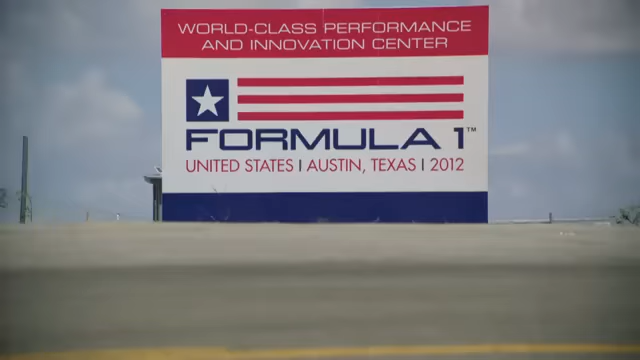 WORLD-CLASS PERFORMANCE
AND INNOVATION CENTER
FORMULA 1™
UNITED STATES | AUSTIN, TEXAS | 2012